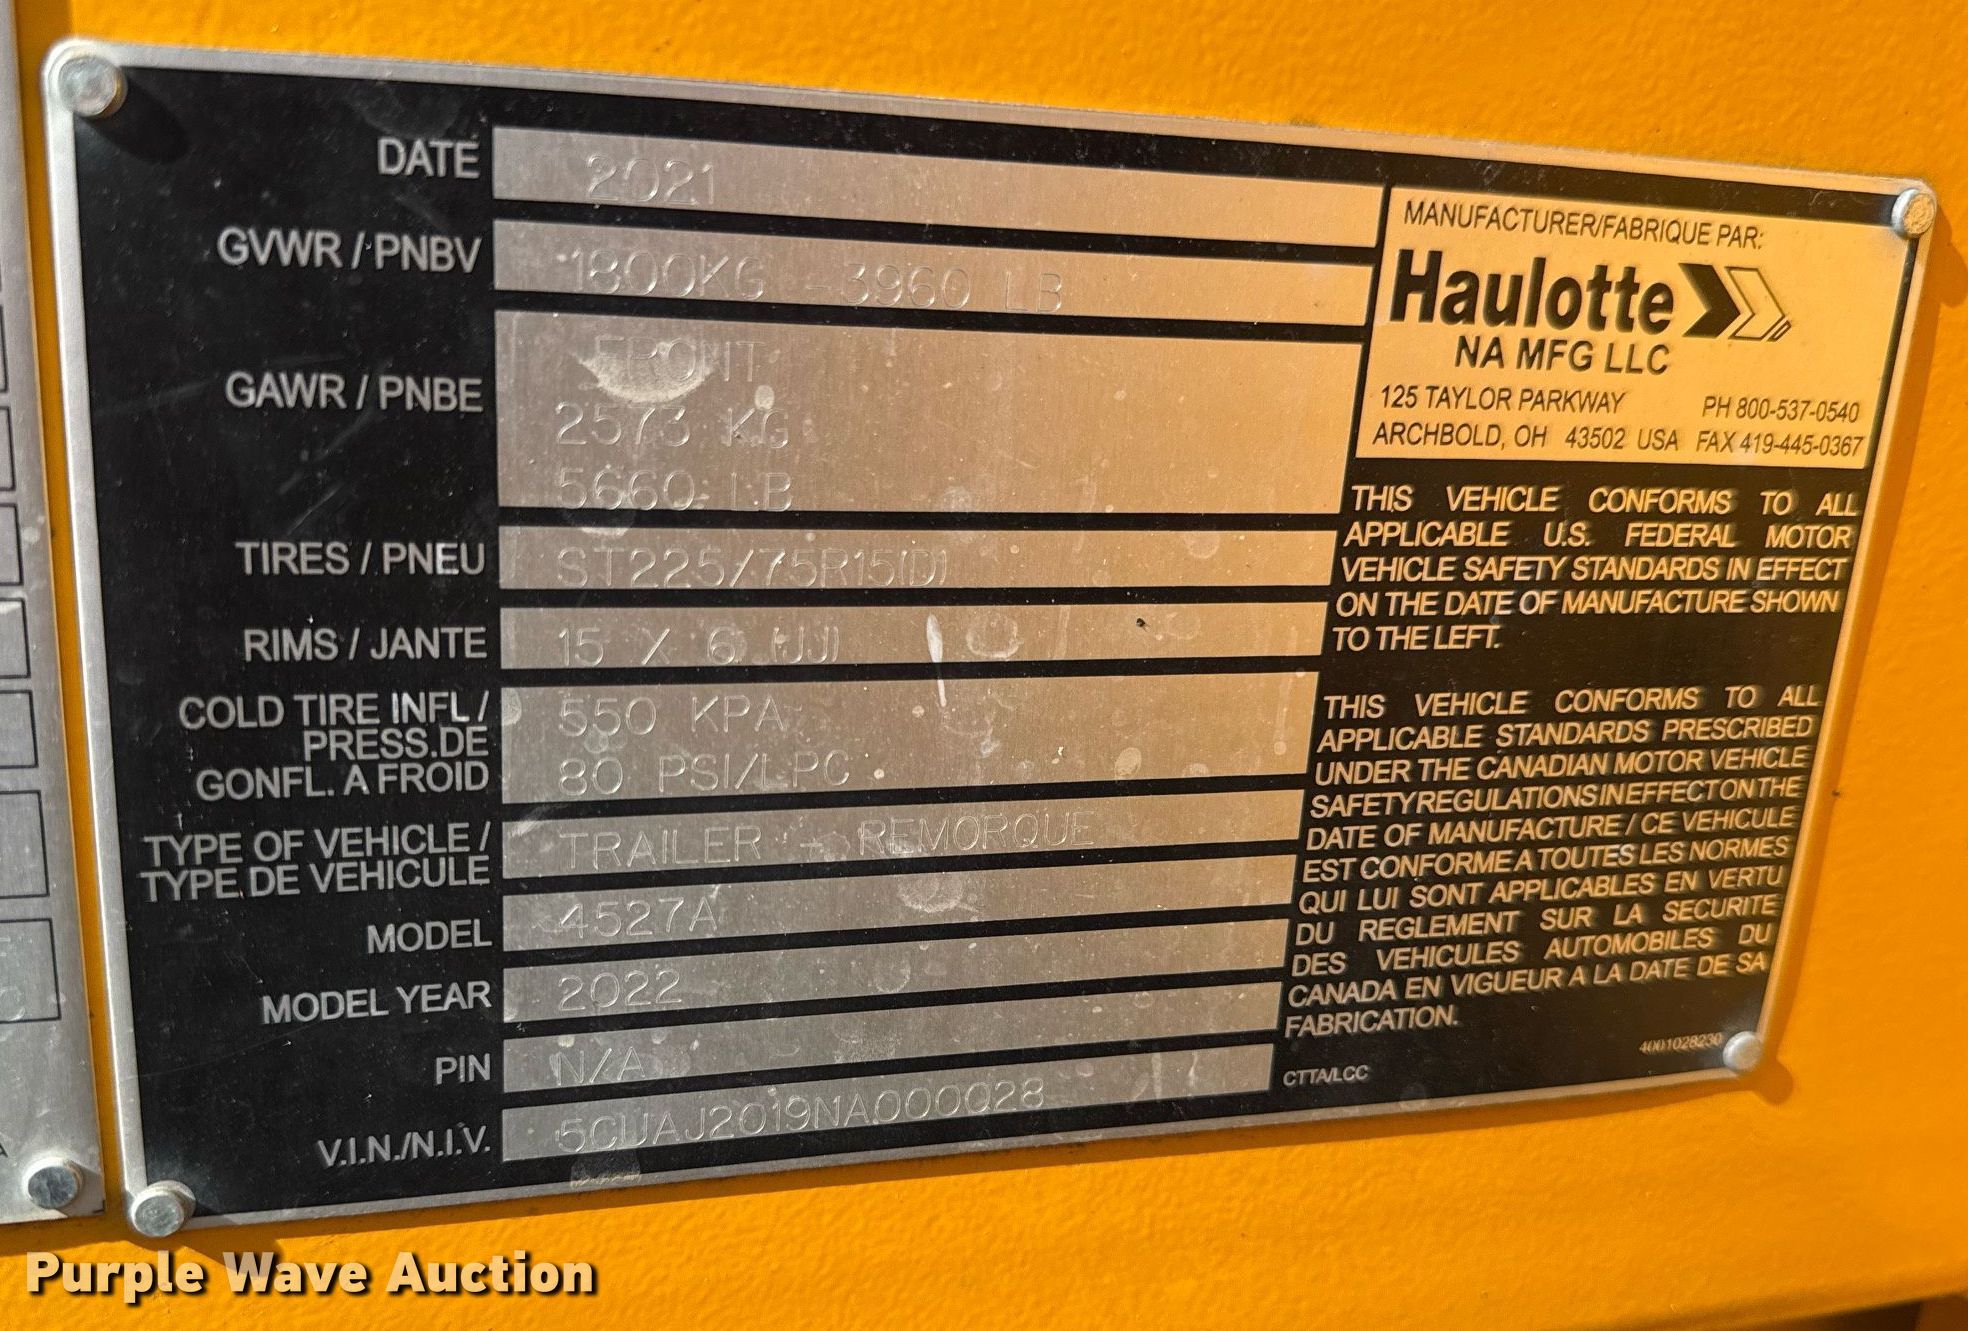 DATE 2021
GVWR / PNBV 1800KG - 3960 LB
GAWR / PNBE FRONT
2573 KG
5660 LB
TIRES / PNEU ST225/75R15(D)
RIMS / JANTE 15 X 6 (JJ)
COLD TIRE INFL / 550 KPA
PRESS.DE
GONFL. A FROID 80 PSI/LPC
TYPE OF VEHICLE / TRAILER - REMORQUE
TYPE DE VEHICULE
MODEL 4527A
MODEL YEAR 2022
PIN N/A
V.I.N./N.I.V. 5CUAJ2019NA000028
MANUFACTURER/FABRIQUE PAR:
Haulotte
NA MFG LLC
125 TAYLOR PARKWAY PH 800-537-0540
ARCHBOLD, OH 43502 USA FAX 419-445-0367
THIS VEHICLE CONFORMS TO ALL
APPLICABLE U.S. FEDERAL MOTOR
VEHICLE SAFETY STANDARDS IN EFFECT
ON THE DATE OF MANUFACTURE SHOWN
TO THE LEFT.
THIS VEHICLE CONFORMS TO ALL
APPLICABLE STANDARDS PRESCRIBED
UNDER THE CANADIAN MOTOR VEHICLE
SAFETY REGULATIONS IN EFFECT ON THE
DATE OF MANUFACTURE / CE VEHICULE
EST CONFORME A TOUTES LES NORMES
QUI LUI SONT APPLICABLES EN VERTU
DU REGLEMENT SUR LA SECURITE
DES VEHICULES AUTOMOBILES DU
CANADA EN VIGUEUR A LA DATE DE SA
FABRICATION.
4001028230
CTTA/LCC
Purple Wave Auction